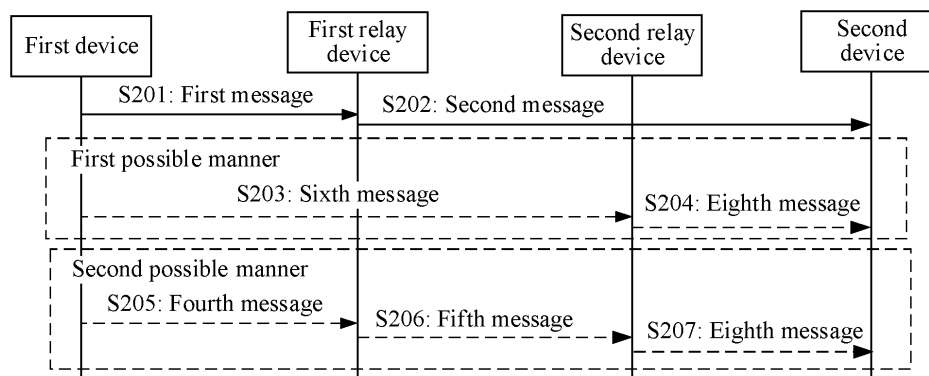 First device
First relay
device
Second relay
device
Second
device
S201: First message
S202: Second message
First possible manner
S203: Sixth message
S204: Eighth message
Second possible manner
S205: Fourth message
S206: Fifth message
S207: Eighth message